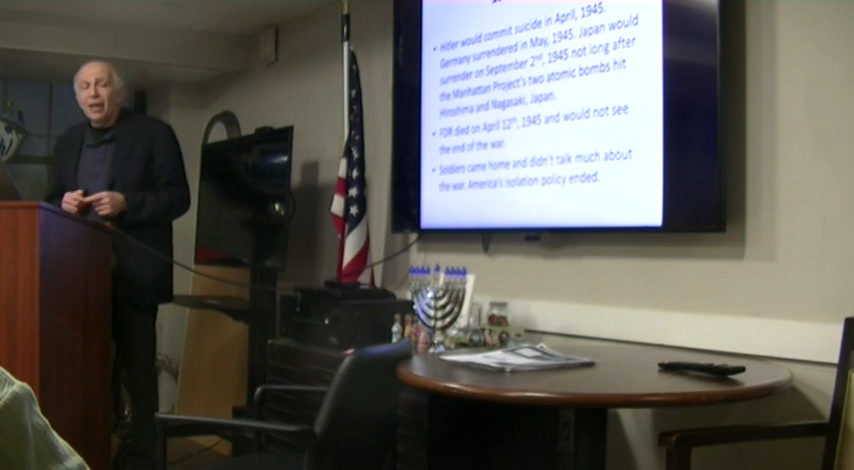 • Hitler would commit suicide in April, 1945.
Germany surrendered in May, 1945. Japan would
surrender on September 2nd, 1945 not long after
the Manhattan Project's two atomic bombs hit
Hiroshima and Nagasaki, Japan.
• FDR died on April 12th, 1945 and would not see
the end of the war.
• Soldiers came home and didn't talk much about
the war. America's isolation policy ended.